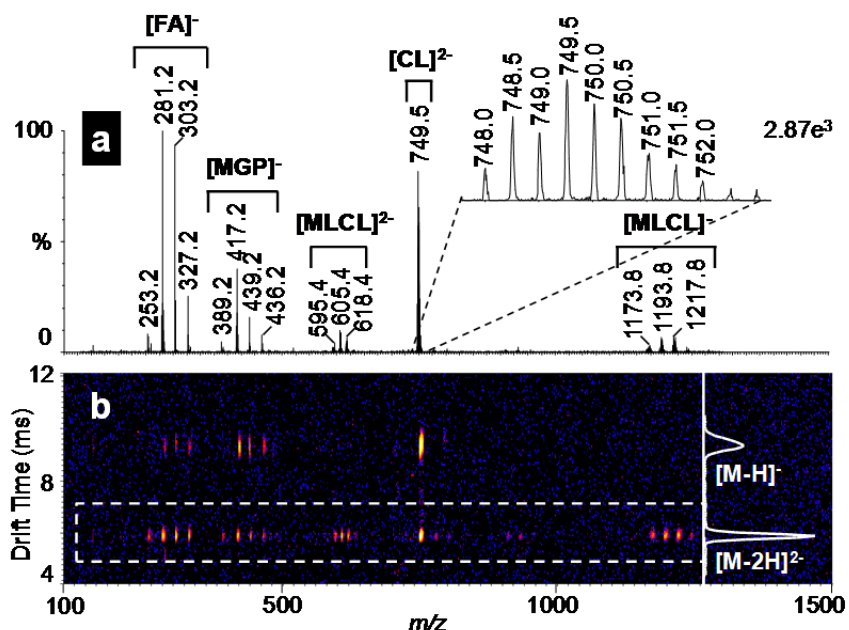 [FA]⁻
[CL]²⁻
[MGP]⁻
[MLCL]²⁻
[MLCL]⁻
a
2.87e³
100
%
0
253.2
281.2
303.2
327.2
389.2
417.2
439.2
436.2
595.4
605.4
618.4
749.5
748.0
748.5
749.0
749.5
750.0
750.5
751.0
751.5
752.0
1173.8
1193.8
1217.8
b
Drift Time (ms)
12
8
4
[M-H]⁻
[M-2H]²⁻
100
500
1000
1500
m/z